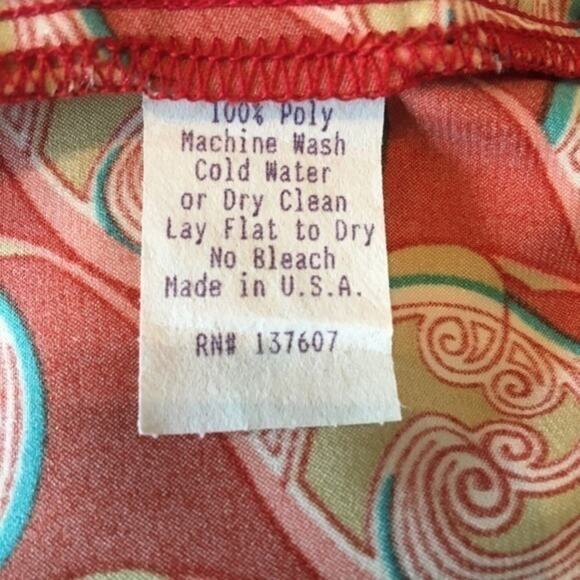 100% Poly
Machine Wash
Cold Water
or Dry Clean
Lay Flat to Dry
No Bleach
Made in U.S.A.
RN# 137607